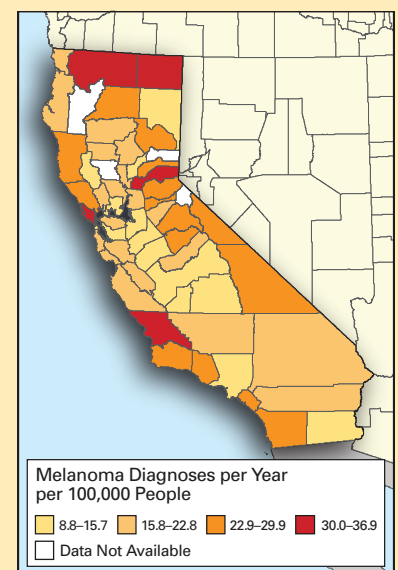 Melanoma Diagnoses per Year
per 100,000 People
8.8–15.7 15.8–22.8 22.9–29.9 30.0–36.9
Data Not Available